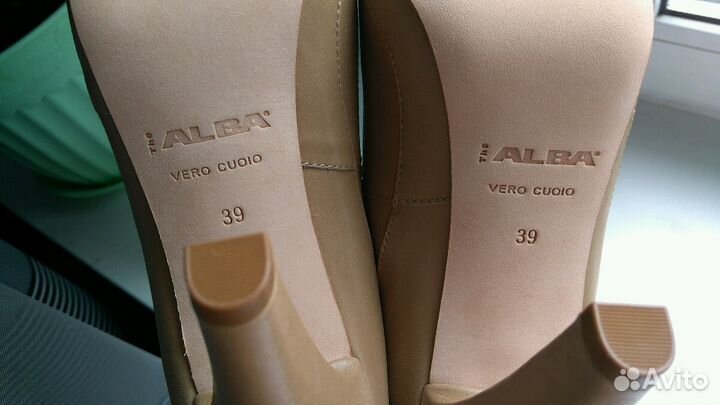 The ALBA®
VERO CUOIO
39
The ALBA®
VERO CUOIO
39
Avito